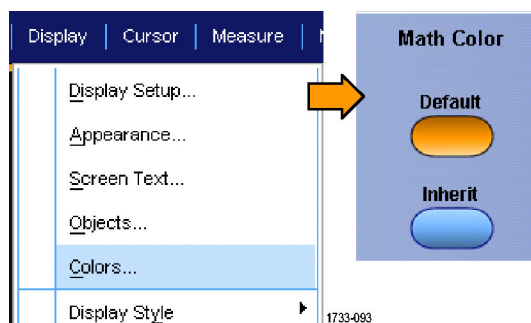 Display Cursor Measure
Display Setup...
Appearance...
Screen Text...
Objects...
Colors...
Display Style
Math Color
Default
Inherit
1733-093